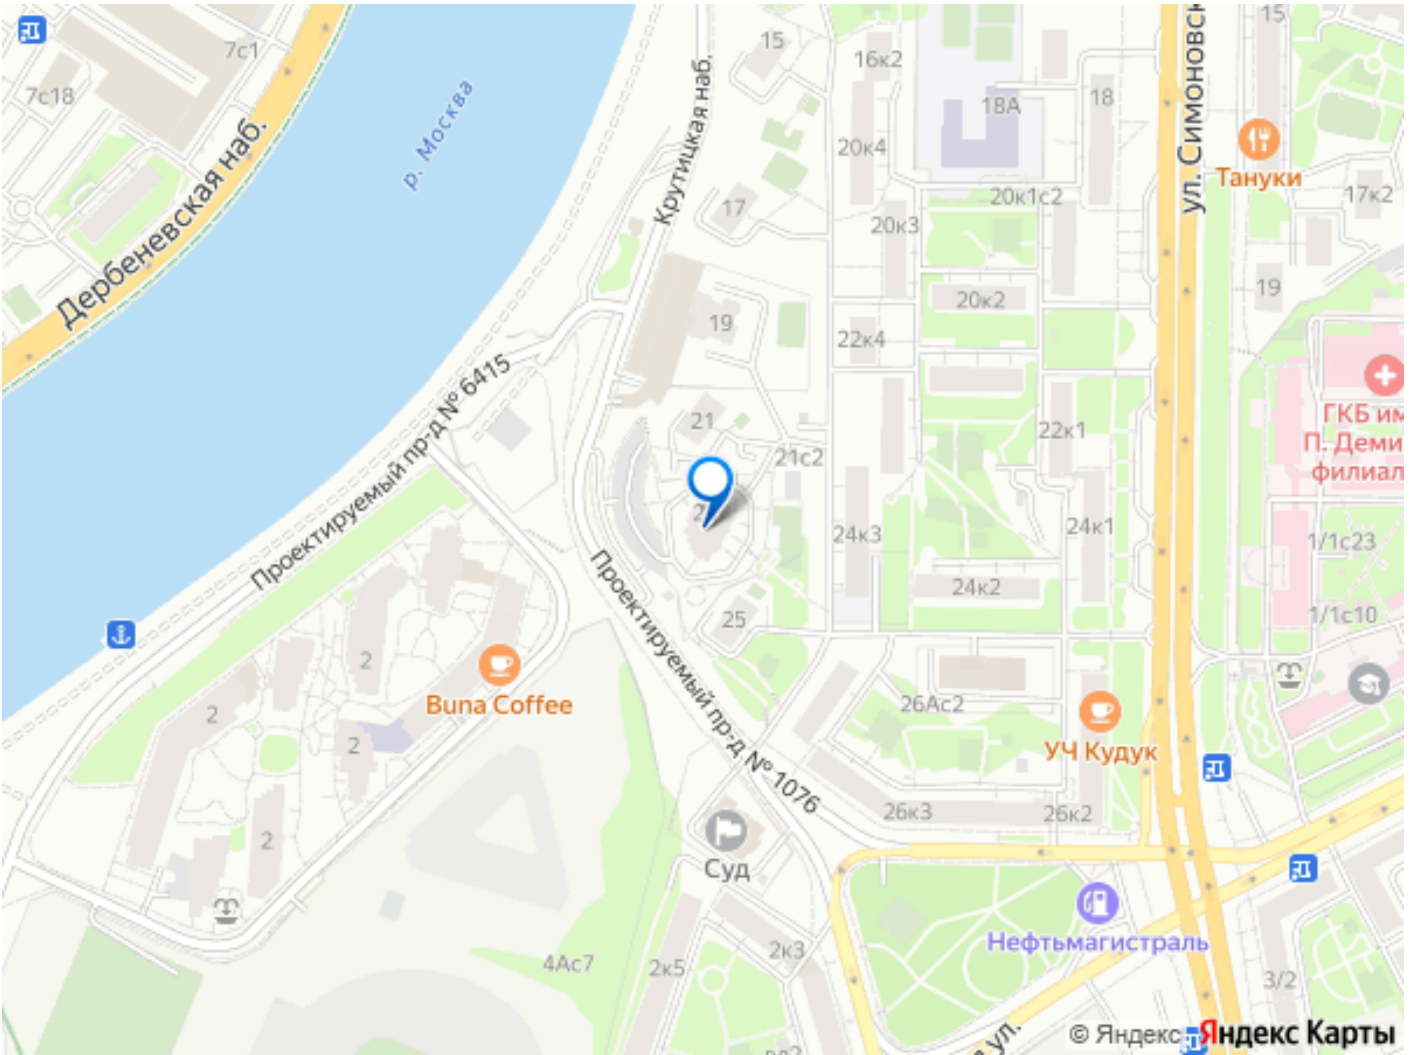 7с1
7с18
Дербеневская наб.
р. Москва
Крутицкая наб.
15
16к2
18А
18
15
ул. Симоновск
Тануки
20к4
17
20к3
20к1с2
17к2
19
20к2
19
22к4
Проектируемый пр-д № 6415
21
21с2
22к1
ГКБ им
П. Деми
филиал
2
24к3
24к1
1/1с23
24к2
1/1с10
Проектируемый пр-д № 1076
25
2
Buna Coffee
2
2
26Ас2
УЧ Кудук
26к3
26к2
2
Суд
Нефтьмагистраль
4Ас7
2к5
2к3
3/2
ул.
© Яндекс
Яндекс Карты